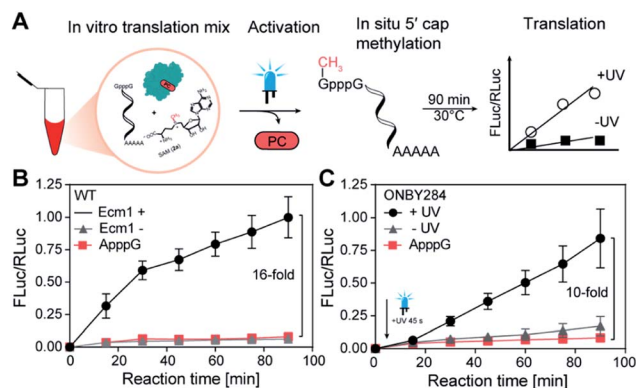 A
In vitro translation mix
Activation
In situ 5′ cap
methylation
Translation
GpppG
PC
+
AAAAA
SAM (2a)
PC
CH3
GpppG
AAAAA
90 min
30°C
FLuc/RLuc
+UV
-UV
B
WT
Ecm1 +
Ecm1 -
ApppG
16-fold
FLuc/RLuc
1.25
1.00
0.75
0.50
0.25
0.00
0 20 40 60 80 100
Reaction time [min]
C
ONBY284
+ UV
- UV
ApppG
10-fold
+UV 45 s
FLuc/RLuc
1.25
1.00
0.75
0.50
0.25
0.00
0 20 40 60 80 100
Reaction time [min]